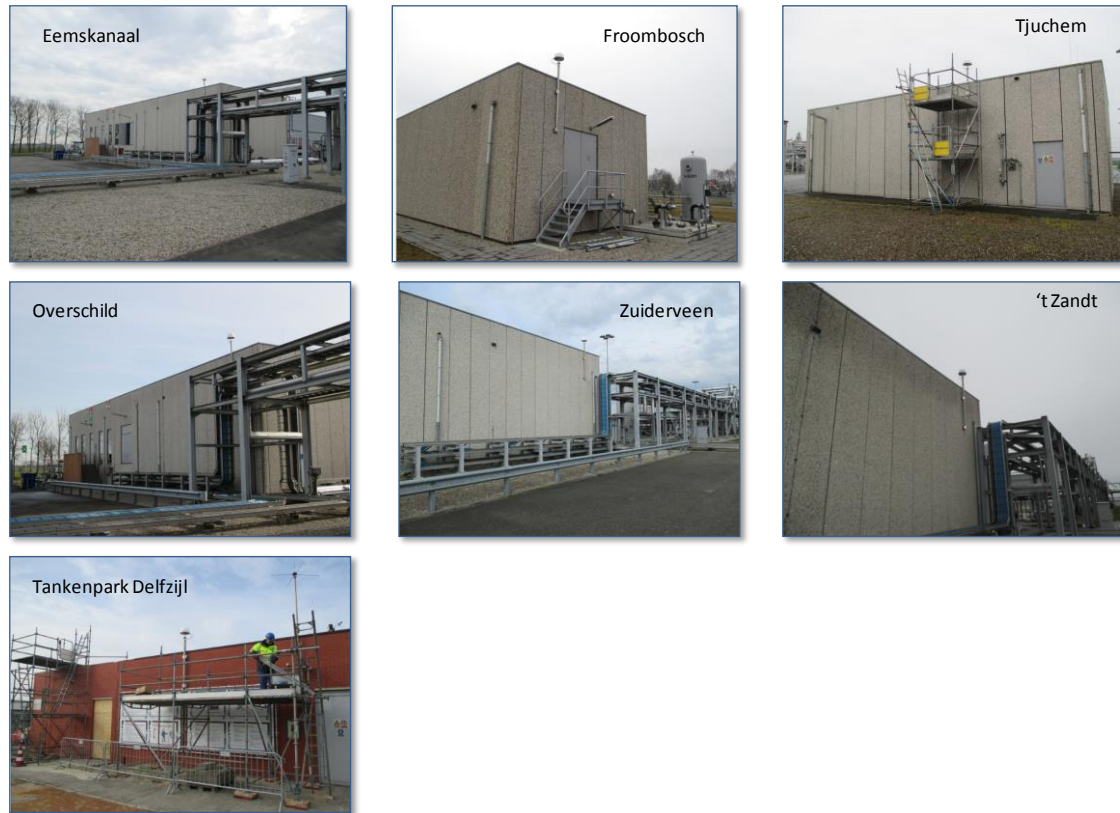 Eemskanaal
Froombosch
Tjuchem
Overschild
Zuiderveen
‘t Zandt
Tankenpark Delfzijl